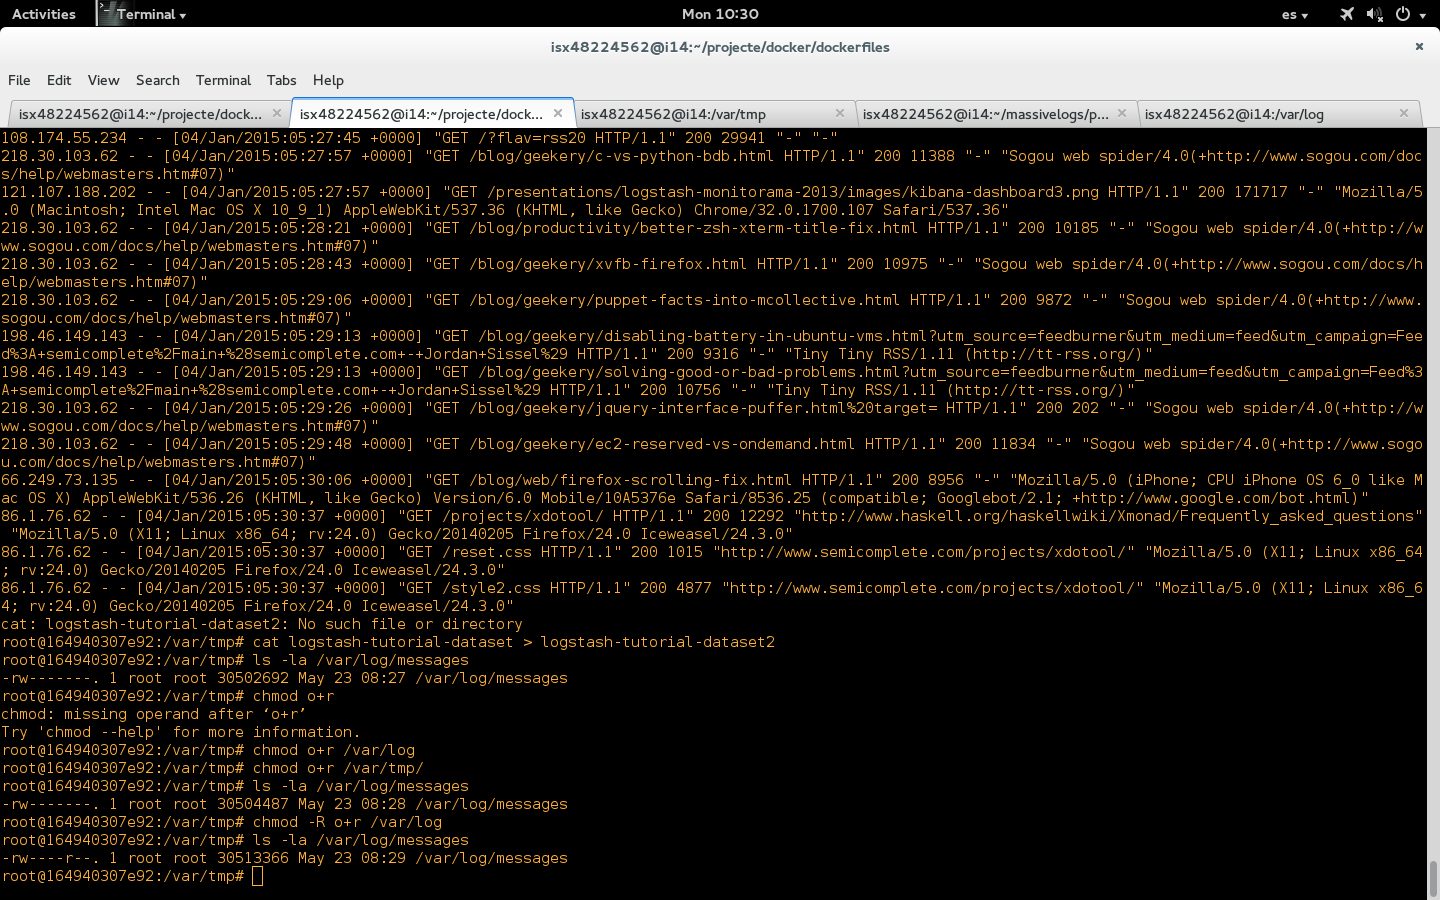 Activities
Terminal
Mon 10:30
es
isx48224562@i14:~/projecte/docker/dockerfiles
File Edit View Search Terminal Tabs Help
isx48224562@i14:~/projecte/dock...
isx48224562@i14:~/projecte/dock...
isx48224562@i14:/var/tmp
isx48224562@i14:~/massivelogs/p...
isx48224562@i14:/var/log
108.174.55.234 - - [04/Jan/2015:05:27:45 +0000] "GET /?flav=rss20 HTTP/1.1" 200 29941 "-" "-"
218.30.103.62 - - [04/Jan/2015:05:27:57 +0000] "GET /blog/geekery/c-vs-python-bdb.html HTTP/1.1" 200 11388 "-" "Sogou web spider/4.0(+http://www.sogou.com/doc
s/help/webmasters.htm#07)"
121.107.188.202 - - [04/Jan/2015:05:27:57 +0000] "GET /presentations/logstash-monitorama-2013/images/kibana-dashboard3.png HTTP/1.1" 200 171717 "-" "Mozilla/5
.0 (Macintosh; Intel Mac OS X 10_9_1) AppleWebKit/537.36 (KHTML, like Gecko) Chrome/32.0.1700.107 Safari/537.36"
218.30.103.62 - - [04/Jan/2015:05:28:21 +0000] "GET /blog/productivity/better-zsh-xterm-title-fix.html HTTP/1.1" 200 10185 "-" "Sogou web spider/4.0(+http://w
ww.sogou.com/docs/help/webmasters.htm#07)"
218.30.103.62 - - [04/Jan/2015:05:28:43 +0000] "GET /blog/geekery/xvfb-firefox.html HTTP/1.1" 200 10975 "-" "Sogou web spider/4.0(+http://www.sogou.com/docs/h
elp/webmasters.htm#07)"
218.30.103.62 - - [04/Jan/2015:05:29:06 +0000] "GET /blog/geekery/puppet-facts-into-mcollective.html HTTP/1.1" 200 9872 "-" "Sogou web spider/4.0(+http://www.
sogou.com/docs/help/webmasters.htm#07)"
198.46.149.143 - - [04/Jan/2015:05:29:13 +0000] "GET /blog/geekery/disabling-battery-in-ubuntu-vms.html?utm_source=feedburner&utm_medium=feed&utm_campaign=Fee
d%3A+semicomplete%2Fmain+%28semicomplete.com+-+Jordan+Sissel%29 HTTP/1.1" 200 9316 "-" "Tiny Tiny RSS/1.11 (http://tt-rss.org/)"
198.46.149.143 - - [04/Jan/2015:05:29:13 +0000] "GET /blog/geekery/solving-good-or-bad-problems.html?utm_source=feedburner&utm_medium=feed&utm_campaign=Feed%3
A+semicomplete%2Fmain+%28semicomplete.com+-+Jordan+Sissel%29 HTTP/1.1" 200 10756 "-" "Tiny Tiny RSS/1.11 (http://tt-rss.org/)"
218.30.103.62 - - [04/Jan/2015:05:29:26 +0000] "GET /blog/geekery/jquery-interface-puffer.html%20target= HTTP/1.1" 200 202 "-" "Sogou web spider/4.0(+http://w
ww.sogou.com/docs/help/webmasters.htm#07)"
218.30.103.62 - - [04/Jan/2015:05:29:48 +0000] "GET /blog/geekery/ec2-reserved-vs-ondemand.html HTTP/1.1" 200 11834 "-" "Sogou web spider/4.0(+http://www.sogo
u.com/docs/help/webmasters.htm#07)"
66.249.73.135 - - [04/Jan/2015:05:30:06 +0000] "GET /blog/web/firefox-scrolling-fix.html HTTP/1.1" 200 8956 "-" "Mozilla/5.0 (iPhone; CPU iPhone OS 6_0 like M
ac OS X) AppleWebKit/536.26 (KHTML, like Gecko) Version/6.0 Mobile/10A5376e Safari/8536.25 (compatible; Googlebot/2.1; +http://www.google.com/bot.html)"
86.1.76.62 - - [04/Jan/2015:05:30:37 +0000] "GET /projects/xdotool/ HTTP/1.1" 200 12292 "http://www.haskell.org/haskellwiki/Xmonad/Frequently_asked_questions"
 "Mozilla/5.0 (X11; Linux x86_64; rv:24.0) Gecko/20140205 Firefox/24.0 Iceweasel/24.3.0"
86.1.76.62 - - [04/Jan/2015:05:30:37 +0000] "GET /reset.css HTTP/1.1" 200 1015 "http://www.semicomplete.com/projects/xdotool/" "Mozilla/5.0 (X11; Linux x86_64
; rv:24.0) Gecko/20140205 Firefox/24.0 Iceweasel/24.3.0"
86.1.76.62 - - [04/Jan/2015:05:30:37 +0000] "GET /style2.css HTTP/1.1" 200 4877 "http://www.semicomplete.com/projects/xdotool/" "Mozilla/5.0 (X11; Linux x86_6
4; rv:24.0) Gecko/20140205 Firefox/24.0 Iceweasel/24.3.0"
cat: logstash-tutorial-dataset2: No such file or directory
root@164940307e92:/var/tmp# cat logstash-tutorial-dataset > logstash-tutorial-dataset2
root@164940307e92:/var/tmp# ls -la /var/log/messages
-rw-------. 1 root root 30502692 May 23 08:27 /var/log/messages
root@164940307e92:/var/tmp# chmod o+r
chmod: missing operand after ‘o+r’
Try 'chmod --help' for more information.
root@164940307e92:/var/tmp# chmod o+r /var/log
root@164940307e92:/var/tmp# chmod o+r /var/tmp/
root@164940307e92:/var/tmp# ls -la /var/log/messages
-rw-------. 1 root root 30504487 May 23 08:28 /var/log/messages
root@164940307e92:/var/tmp# chmod -R o+r /var/log
root@164940307e92:/var/tmp# ls -la /var/log/messages
-rw----r--. 1 root root 30513366 May 23 08:29 /var/log/messages
root@164940307e92:/var/tmp#